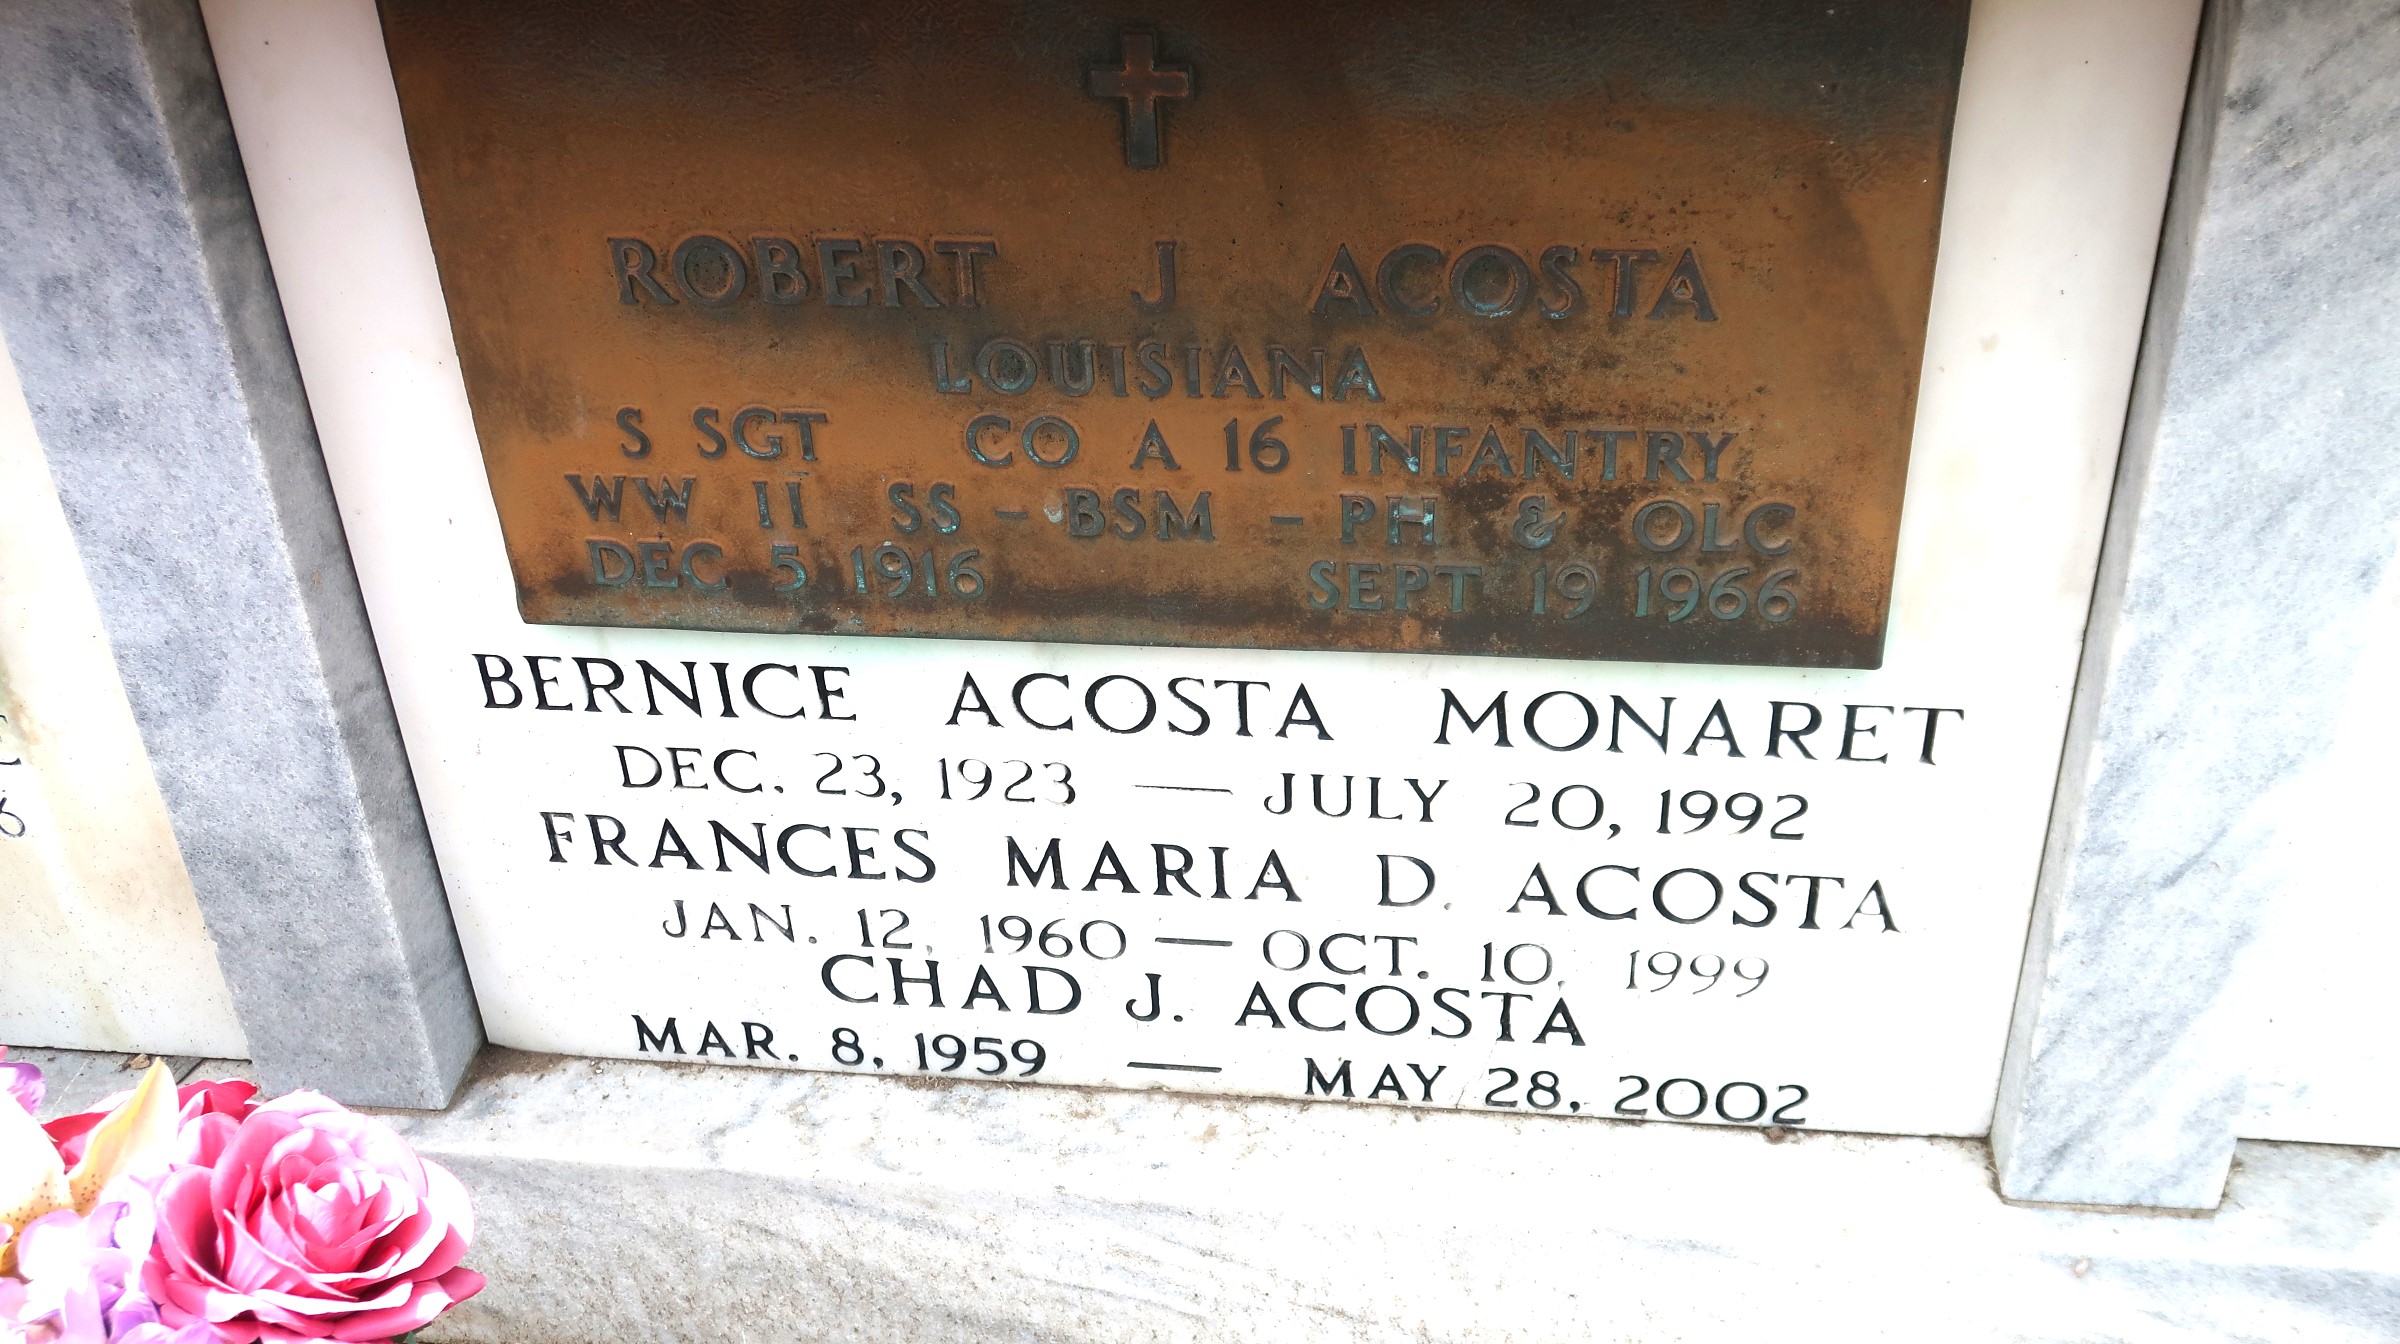 ROBERT J ACOSTA
LOUISIANA
S SGT CO A 16 INFANTRY
WW II SS - BSM - PH & OLC
DEC 5 1916 SEPT 19 1966
BERNICE ACOSTA MONARET
DEC. 23, 1923 — JULY 20, 1992
FRANCES MARIA D. ACOSTA
JAN. 12, 1960 — OCT. 10, 1999
CHAD J. ACOSTA
MAR. 8, 1959 — MAY 28, 2002